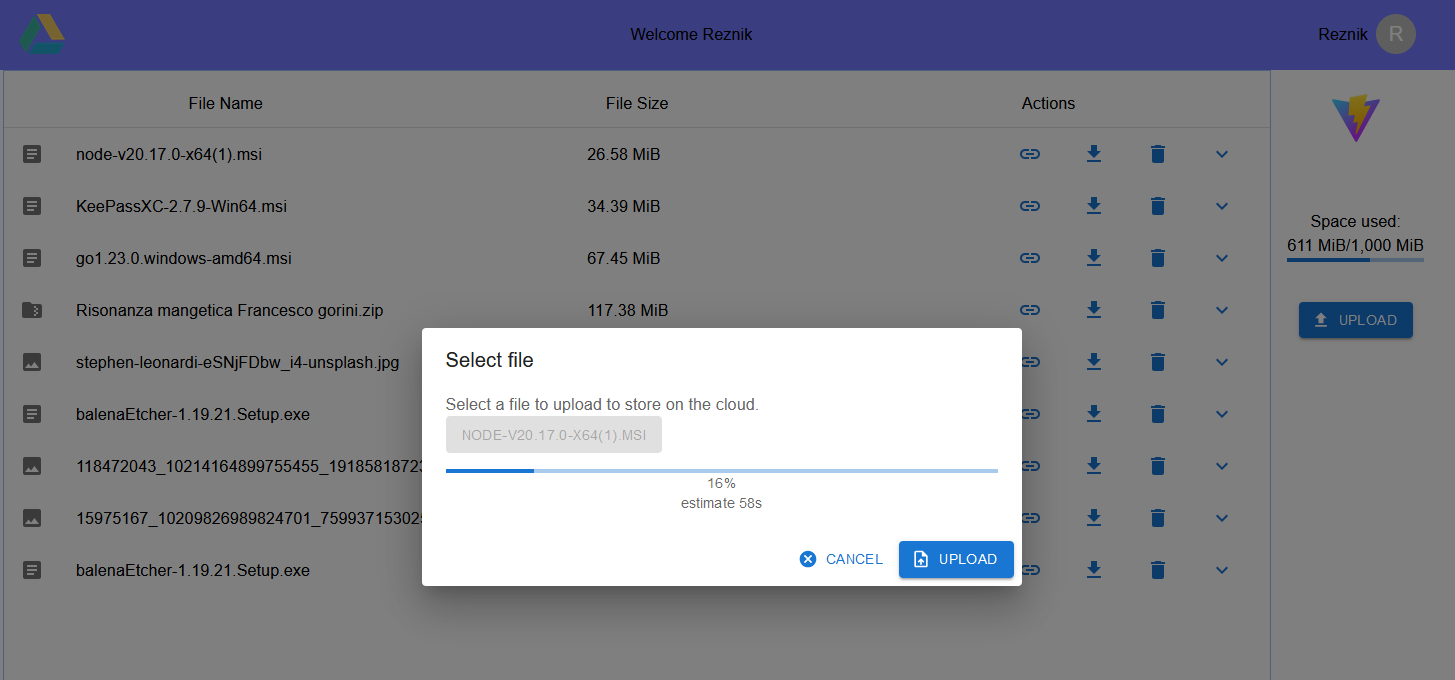 Welcome Reznik
Reznik R
File Name File Size Actions
node-v20.17.0-x64(1).msi 26.58 MiB
KeePassXC-2.7.9-Win64.msi 34.39 MiB
go1.23.0.windows-amd64.msi 67.45 MiB
Risonanza mangetica Francesco gorini.zip 117.38 MiB
stephen-leonardi-eSNjFDbw_i4-unsplash.jpg
balenaEtcher-1.19.21.Setup.exe
118472043_10214164899755455_1918581872
15975167_10209826989824701_75993715302
balenaEtcher-1.19.21.Setup.exe
Space used:
611 MiB/1,000 MiB
UPLOAD
Select file
Select a file to upload to store on the cloud.
NODE-V20.17.0-X64(1).MSI
16%
estimate 58s
CANCEL UPLOAD